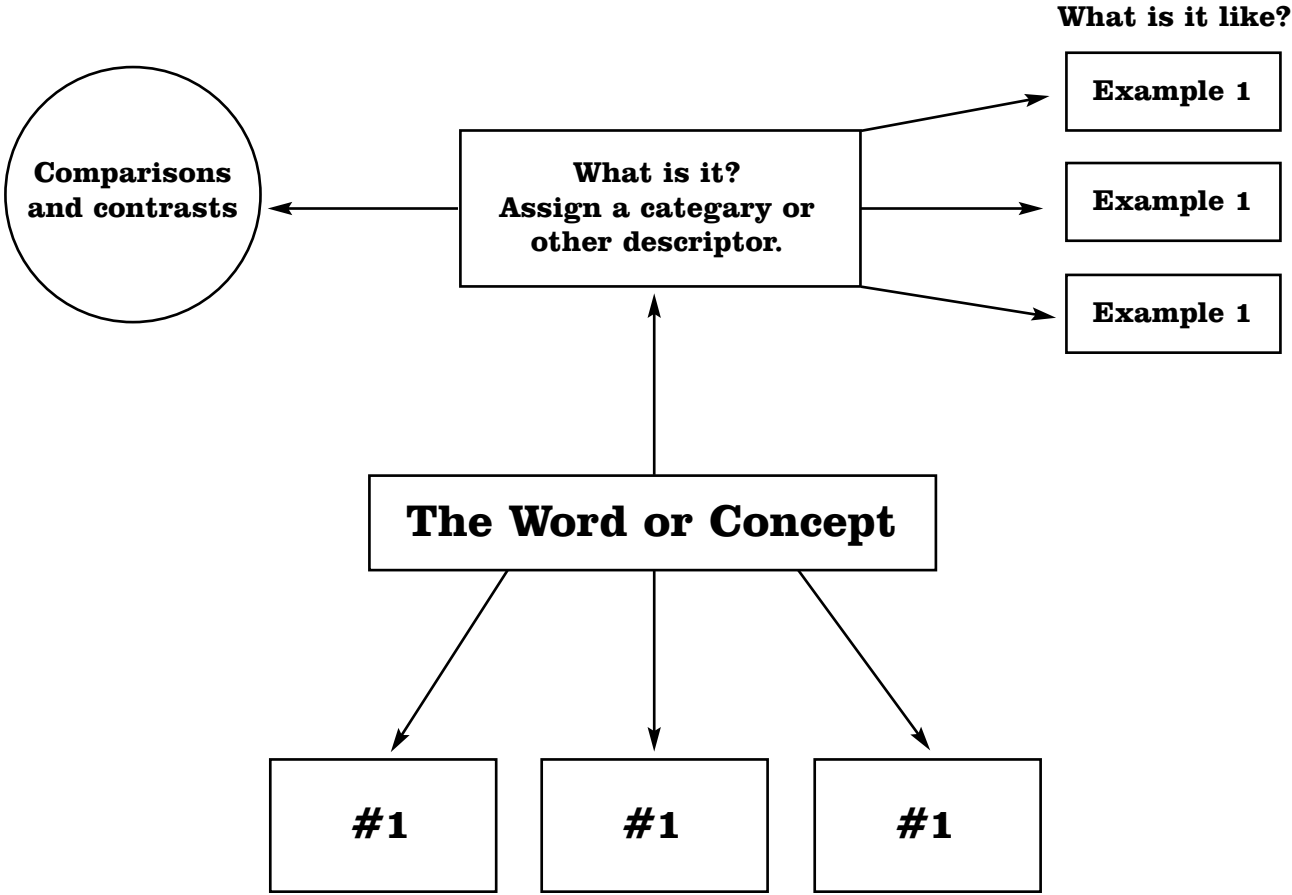 What is it like?
Example 1
Comparisons
and contrasts
What is it?
Assign a categary or
other descriptor.
Example 1
Example 1
The Word or Concept
#1
#1
#1